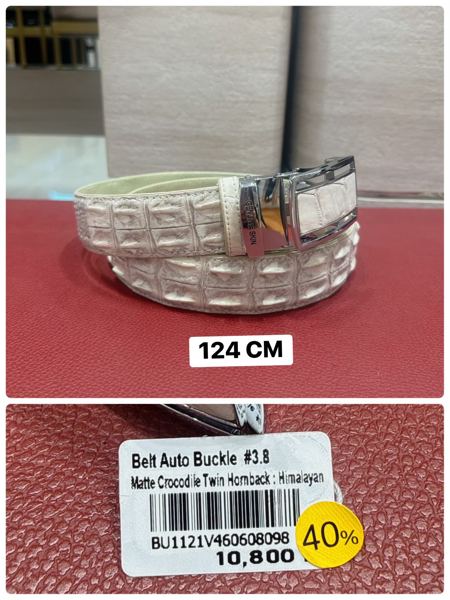 124 CM
Belt Auto Buckle #3.8
Matte Crocodile Twin Hornback : Himalayan
BU1121V460608098
10,800
40%